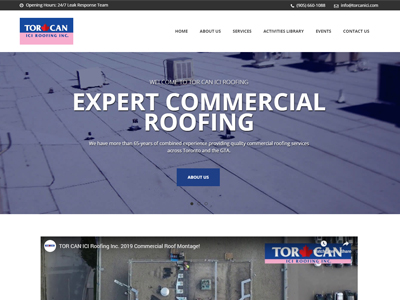 Opening Hours: 24/7 Leak Response Team
(905) 660-1088
info@torcanici.com
TOR CAN
ICI ROOFING INC.
HOME
ABOUT US
SERVICES
ACTIVITIES LIBRARY
EVENTS
CONTACT US
WELCOME TO TOR CAN ICI ROOFING
EXPERT COMMERCIAL
ROOFING
We have more than 65-years of combined experience providing quality commercial roofing services
across Toronto and the GTA.
ABOUT US
TOR CAN ICI Roofing Inc. 2019 Commercial Roof Montage!
TOR CAN
ICI ROOFING INC.